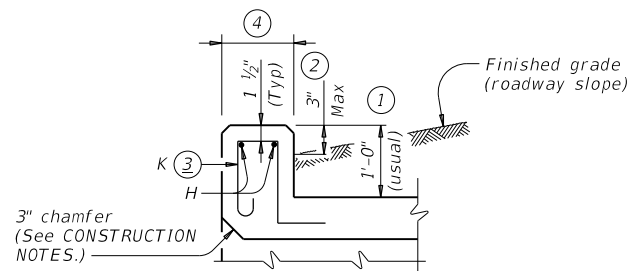 4
1 ½"
(Typ)
2
3"
Max
1
1'-0"
(usual)
Finished grade
(roadway slope)
K 3
H
3" chamfer
(See CONSTRUCTION
NOTES.)